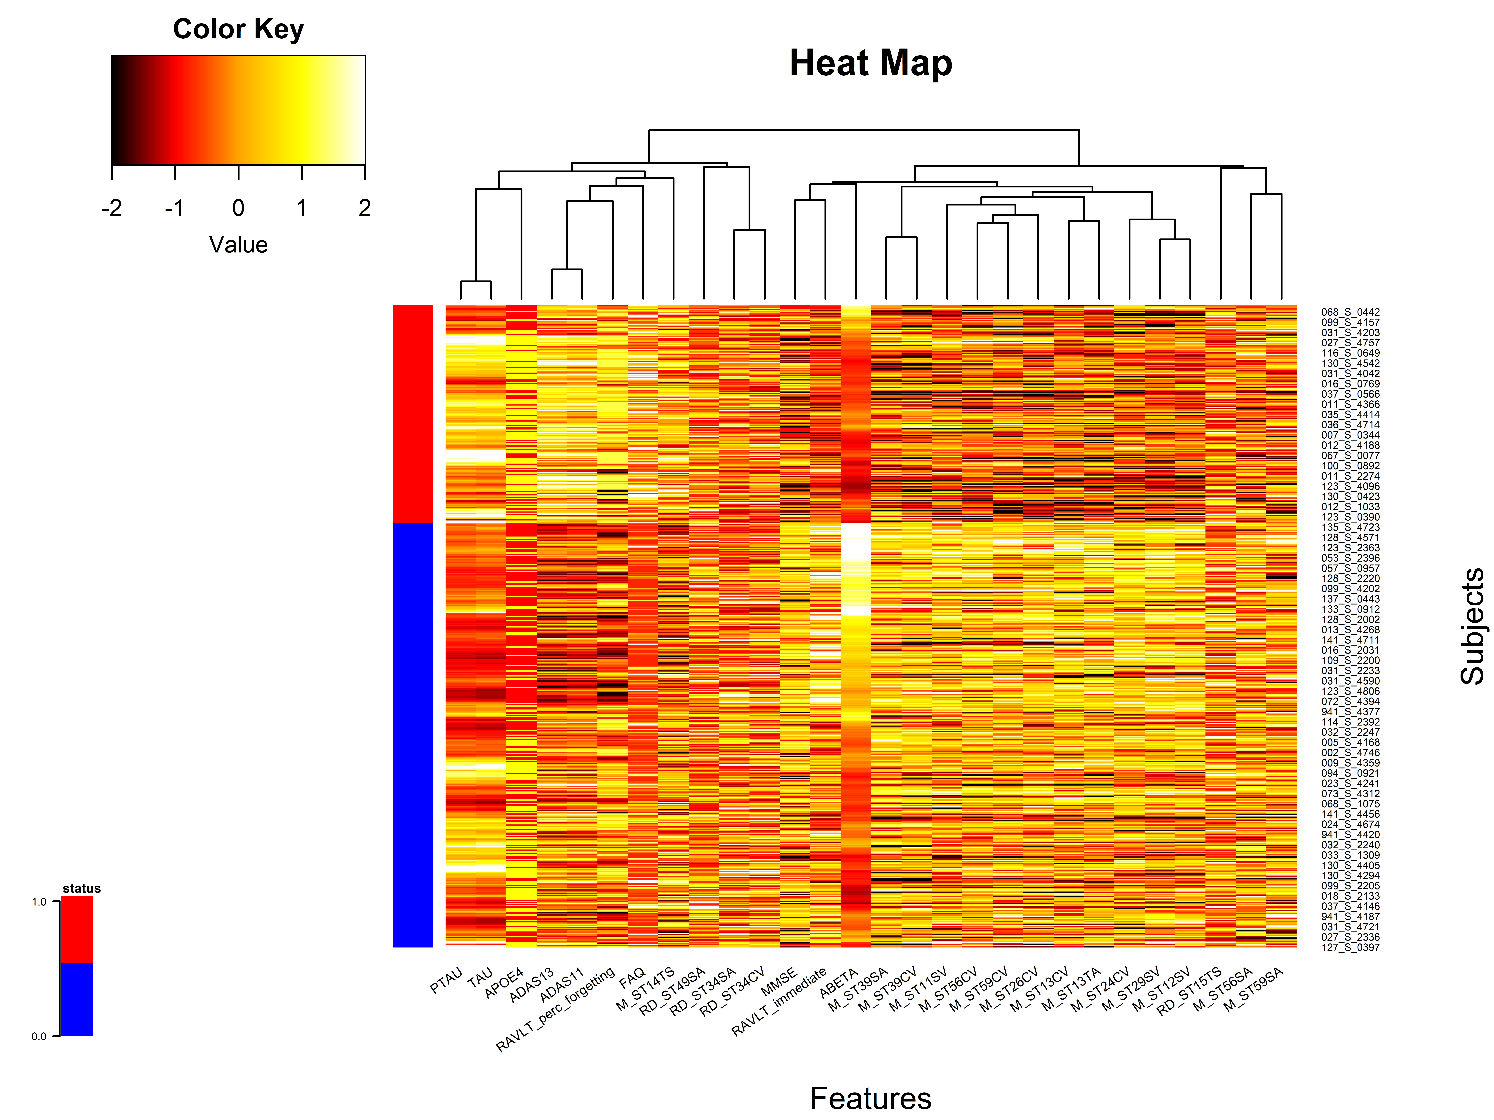 Color Key
-2 -1 0 1 2
Value
Heat Map
068_S_0442
099_S_4157
031_S_4203
027_S_4757
116_S_0649
130_S_4542
031_S_4042
016_S_0769
037_S_0566
011_S_4366
035_S_4414
036_S_4714
007_S_0344
012_S_4188
067_S_0077
100_S_0892
011_S_2274
123_S_4096
130_S_0423
012_S_1033
123_S_0390
135_S_4723
128_S_4571
123_S_2363
053_S_2396
057_S_0957
128_S_2220
099_S_4202
137_S_0443
133_S_0912
128_S_2002
013_S_4268
141_S_4711
016_S_2031
109_S_2200
031_S_2233
031_S_4590
123_S_4806
072_S_4394
941_S_4377
114_S_2392
032_S_2247
005_S_4168
002_S_4746
009_S_4359
094_S_0921
023_S_4241
073_S_4312
068_S_1075
141_S_4456
024_S_4674
941_S_4420
032_S_2240
033_S_1309
130_S_4405
130_S_4294
099_S_2205
018_S_2133
037_S_4146
941_S_4187
031_S_4721
027_S_2336
127_S_0397
Subjects
status
1.0
0.0
PTAU
TAU
APOE4
ADAS13
ADAS11
RAVLT_perc_forgetting
FAQ
M_ST14TS
RD_ST49SA
RD_ST34SA
RD_ST34CV
MMSE
RAVLT_immediate
ABETA
M_ST39SA
M_ST39CV
M_ST11SV
M_ST56CV
M_ST59CV
M_ST26CV
M_ST13CV
M_ST13TA
M_ST24CV
M_ST29SV
M_ST12SV
RD_ST15TS
M_ST56SA
M_ST59SA
Features